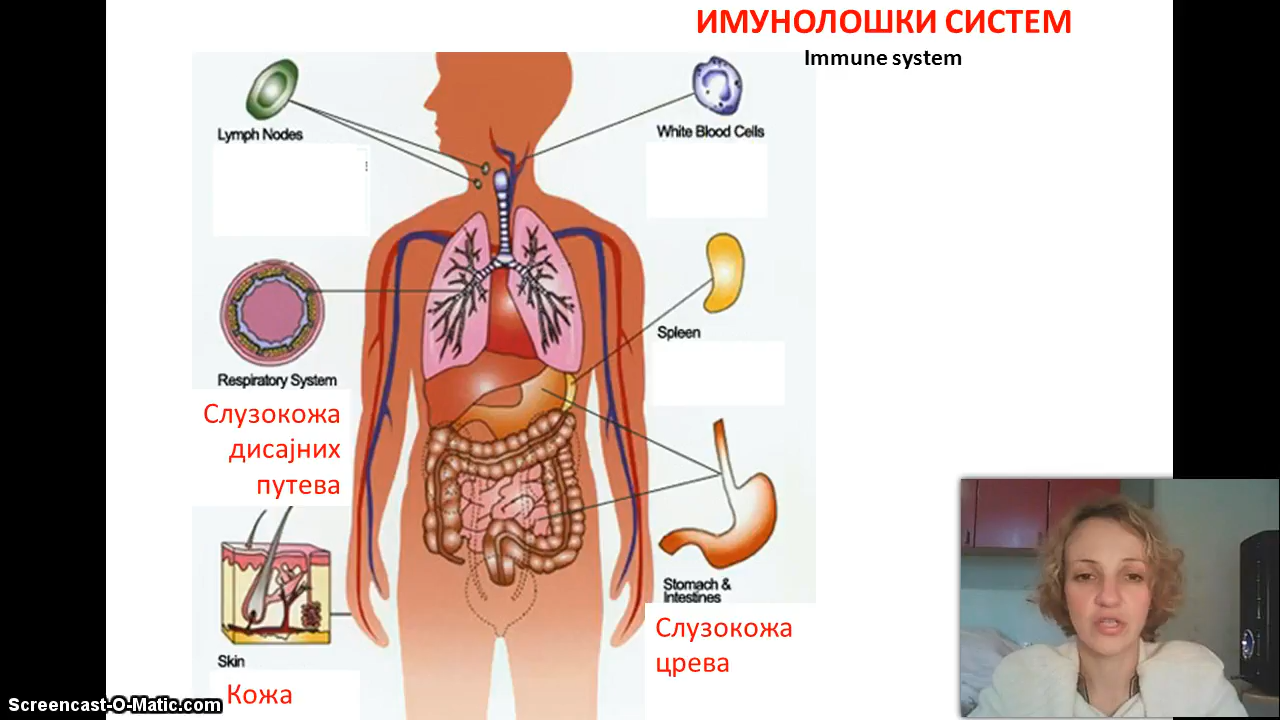 ИМУНОЛОШКИ СИСТЕМ
Immune system
Lymph Nodes
White Blood Cells
Respiratory System
Слузокожа
дисајних
путева
Spleen
Stomach &
Intestines
Слузокожа
црева
Skin
Кожа
Screencast-O-Matic.com